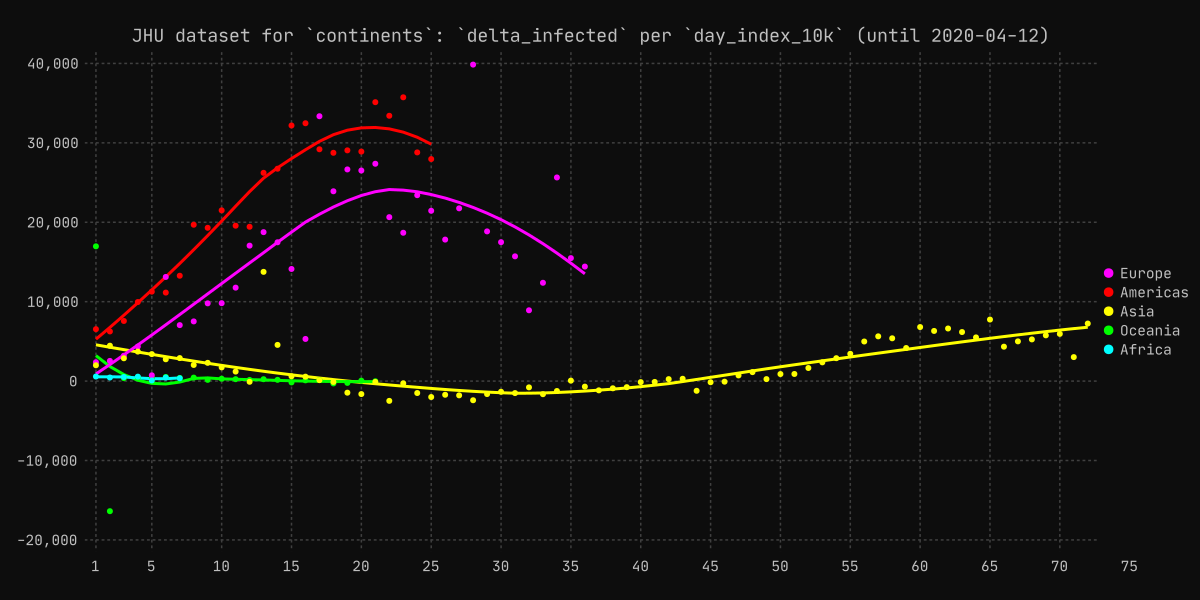 JHU dataset for `continents`: `delta_infected` per `day_index_10k` (until 2020-04-12)
40,000
30,000
20,000
10,000
0
-10,000
-20,000
1 5 10 15 20 25 30 35 40 45 50 55 60 65 70 75
Europe
Americas
Asia
Oceania
Africa